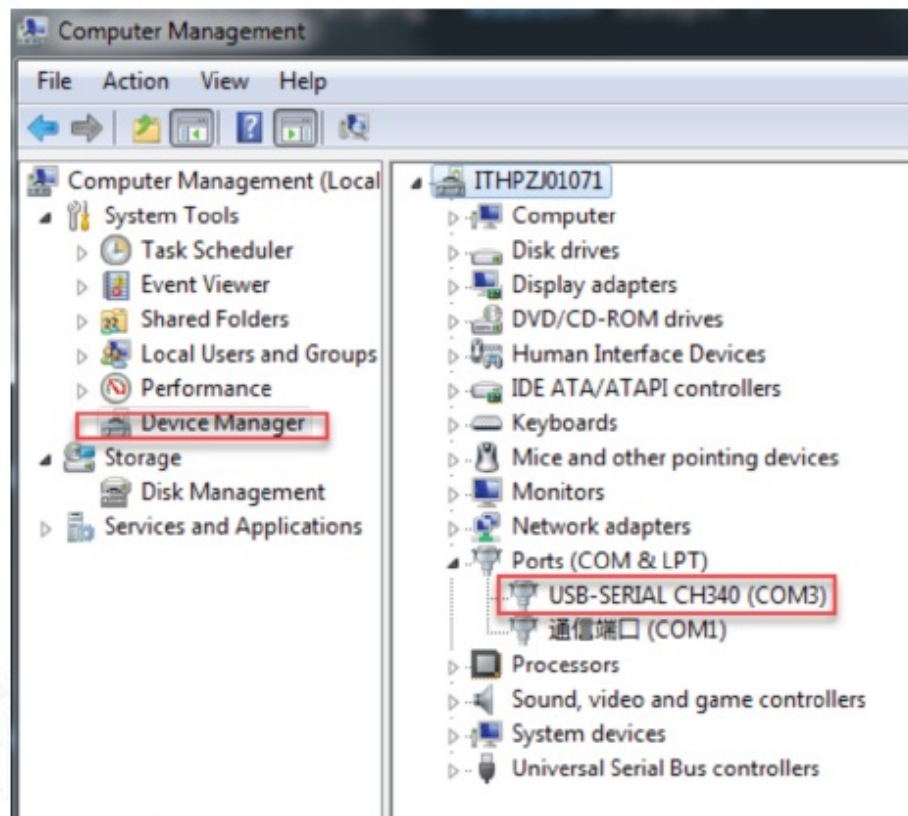 Computer Management
File Action View Help
Computer Management (Local
System Tools
Task Scheduler
Event Viewer
Shared Folders
Local Users and Groups
Performance
Device Manager
Storage
Disk Management
Services and Applications
ITHPZJ01071
Computer
Disk drives
Display adapters
DVD/CD-ROM drives
Human Interface Devices
IDE ATA/ATAPI controllers
Keyboards
Mice and other pointing devices
Monitors
Network adapters
Ports (COM & LPT)
USB-SERIAL CH340 (COM3)
通信端口 (COM1)
Processors
Sound, video and game controllers
System devices
Universal Serial Bus controllers